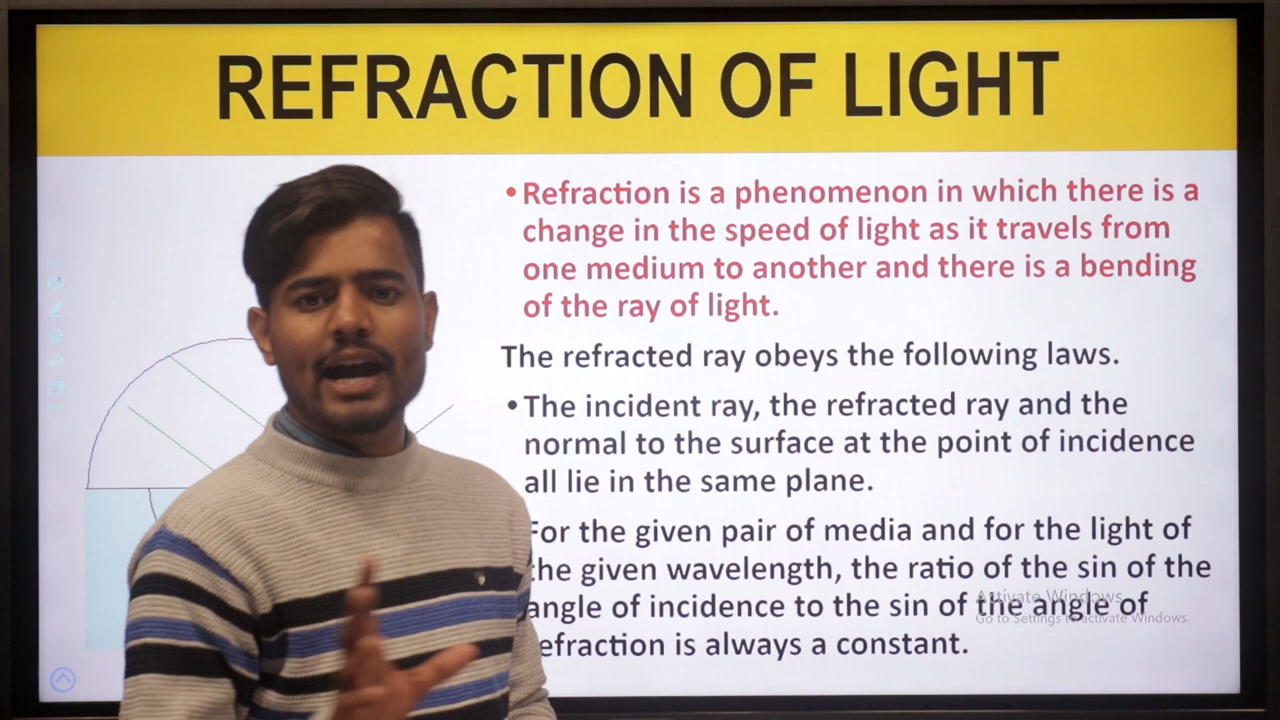 REFRACTION OF LIGHT
•Refraction is a phenomenon in which there is a
change in the speed of light as it travels from
one medium to another and there is a bending
of the ray of light.
The refracted ray obeys the following laws.
•The incident ray, the refracted ray and the
normal to the surface at the point of incidence
all lie in the same plane.
For the given pair of media and for the light of
the given wavelength, the ratio of the sin of the
angle of incidence to the sin of the angle of
refraction is always a constant.
Activate Windows
Go to Settings to activate Windows.